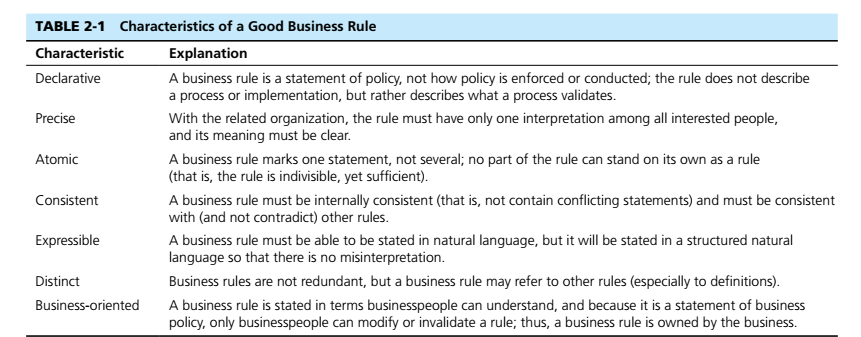 TABLE 2-1 Characteristics of a Good Business Rule
Characteristic Explanation
Declarative A business rule is a statement of policy, not how policy is enforced or conducted; the rule does not describe
a process or implementation, but rather describes what a process validates.
Precise With the related organization, the rule must have only one interpretation among all interested people,
and its meaning must be clear.
Atomic A business rule marks one statement, not several; no part of the rule can stand on its own as a rule
(that is, the rule is indivisible, yet sufficient).
Consistent A business rule must be internally consistent (that is, not contain conflicting statements) and must be consistent
with (and not contradict) other rules.
Expressible A business rule must be able to be stated in natural language, but it will be stated in a structured natural
language so that there is no misinterpretation.
Distinct Business rules are not redundant, but a business rule may refer to other rules (especially to definitions).
Business-oriented A business rule is stated in terms businesspeople can understand, and because it is a statement of business
policy, only businesspeople can modify or invalidate a rule; thus, a business rule is owned by the business.